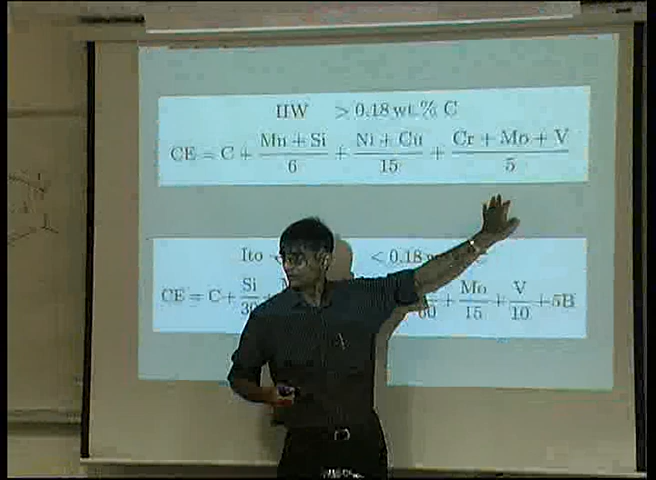 IIW > 0.18 wt.% C
CE = C + Mn + Si / 6 + Ni + Cu / 15 + Cr + Mo + V / 5
Ito < 0.18
CE = C + Si / + Mo / 15 + V / 10 + 5B